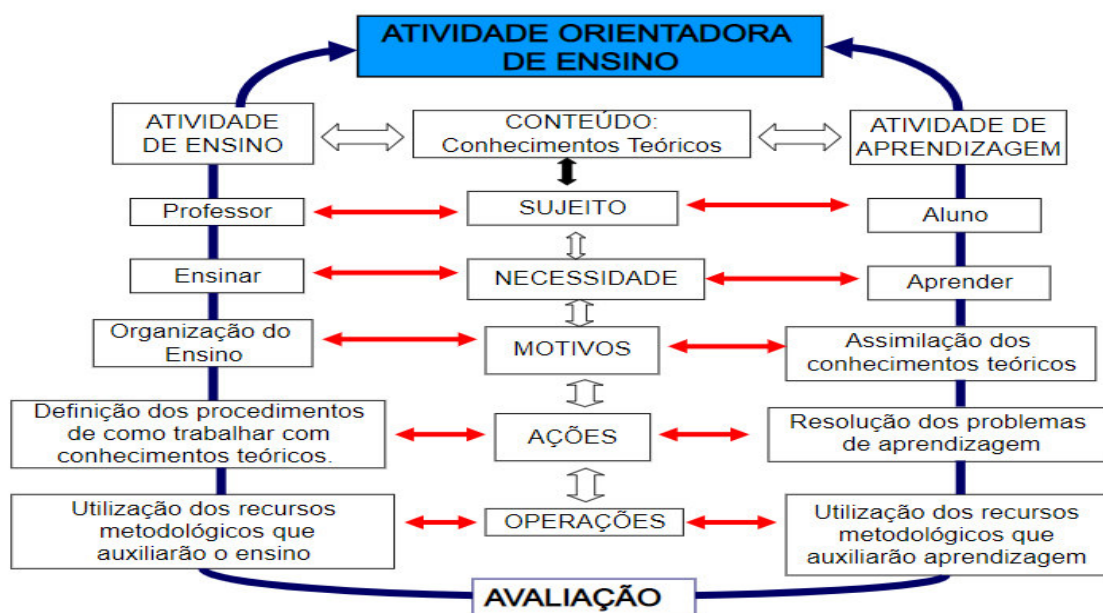 ATIVIDADE ORIENTADORA
DE ENSINO
ATIVIDADE
DE ENSINO
CONTEÚDO:
Conhecimentos Teóricos
ATIVIDADE DE
APRENDIZAGEM
Professor
SUJEITO
Aluno
Ensinar
NECESSIDADE
Aprender
Organização do
Ensino
MOTIVOS
Assimilação dos
conhecimentos teóricos
Definição dos procedimentos
de como trabalhar com
conhecimentos teóricos.
AÇÕES
Resolução dos problemas
de aprendizagem
Utilização dos recursos
metodológicos que
auxiliarão o ensino
OPERAÇÕES
Utilização dos recursos
metodológicos que
auxiliarão aprendizagem
AVALIAÇÃO